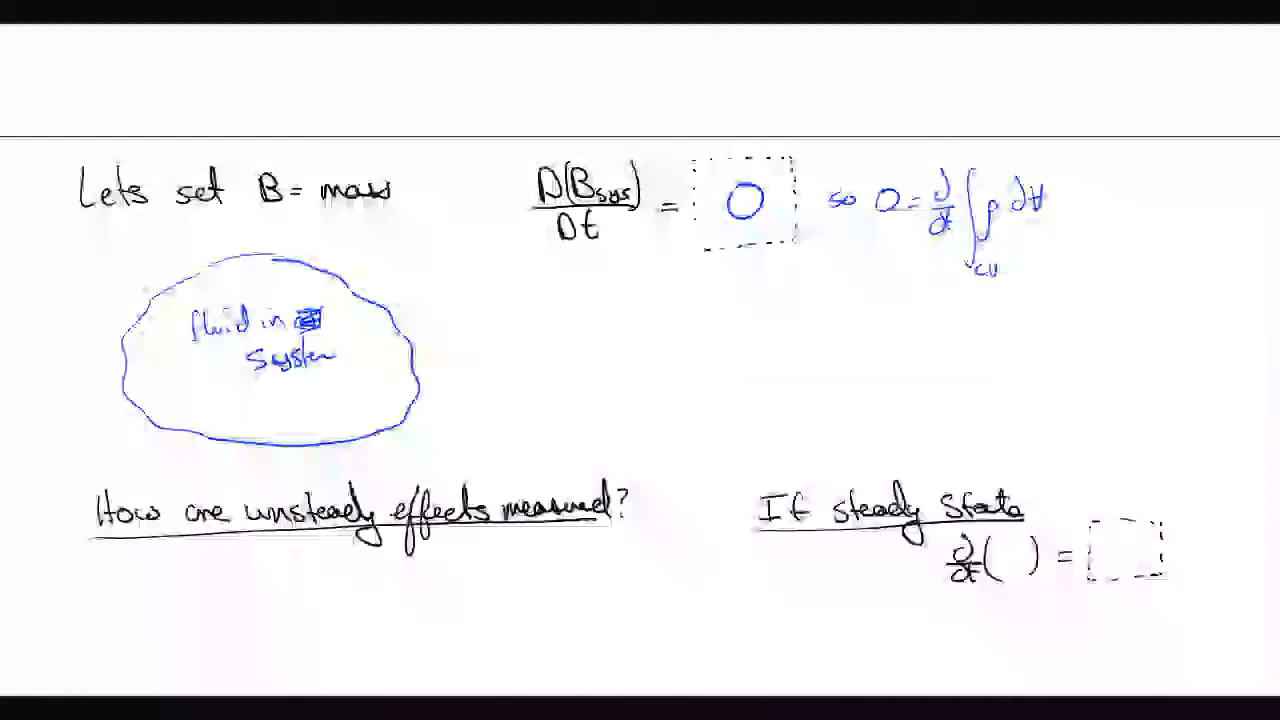 Lets set B = mass
D(Bsys)/Dt = 0 so 0 = ∂/∂t ∫cv ρ ∂V
fluid in
system
How are unsteady effects measured?
If steady state
∂/∂t ( ) =